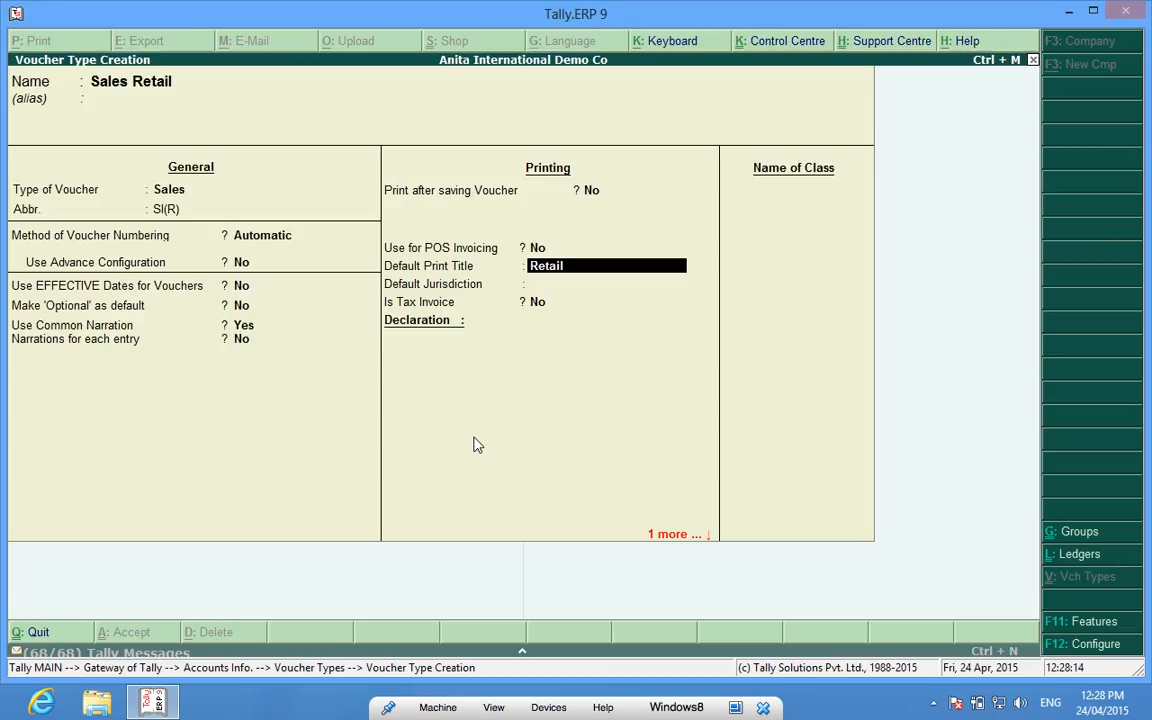 Tally.ERP 9
P: Print
E: Export
M: E-Mail
O: Upload
S: Shop
G: Language
K: Keyboard
K: Control Centre
H: Support Centre
H: Help
F3: Company
Voucher Type Creation
Anita International Demo Co
Ctrl + M
F3: New Cmp
Name : Sales Retail
(alias) :
General
Printing
Name of Class
Type of Voucher : Sales
Print after saving Voucher ? No
Abbr. : Sl(R)
Method of Voucher Numbering ? Automatic
Use for POS Invoicing ? No
Use Advance Configuration ? No
Default Print Title : Retail
Use EFFECTIVE Dates for Vouchers ? No
Default Jurisdiction :
Make 'Optional' as default ? No
Is Tax Invoice ? No
Use Common Narration ? Yes
Declaration :
Narrations for each entry ? No
1 more ... ↓
G: Groups
L: Ledgers
V: Vch Types
F11: Features
F12: Configure
Q: Quit
A: Accept
D: Delete
(68/68) Tally Messages
Ctrl + N
Tally MAIN --> Gateway of Tally --> Accounts Info. --> Voucher Types --> Voucher Type Creation
(c) Tally Solutions Pvt. Ltd., 1988-2015
Fri, 24 Apr, 2015
12:28:14
Tally
ERP 9
Machine
View
Devices
Help
Windows8
ENG
12:28 PM
24/04/2015